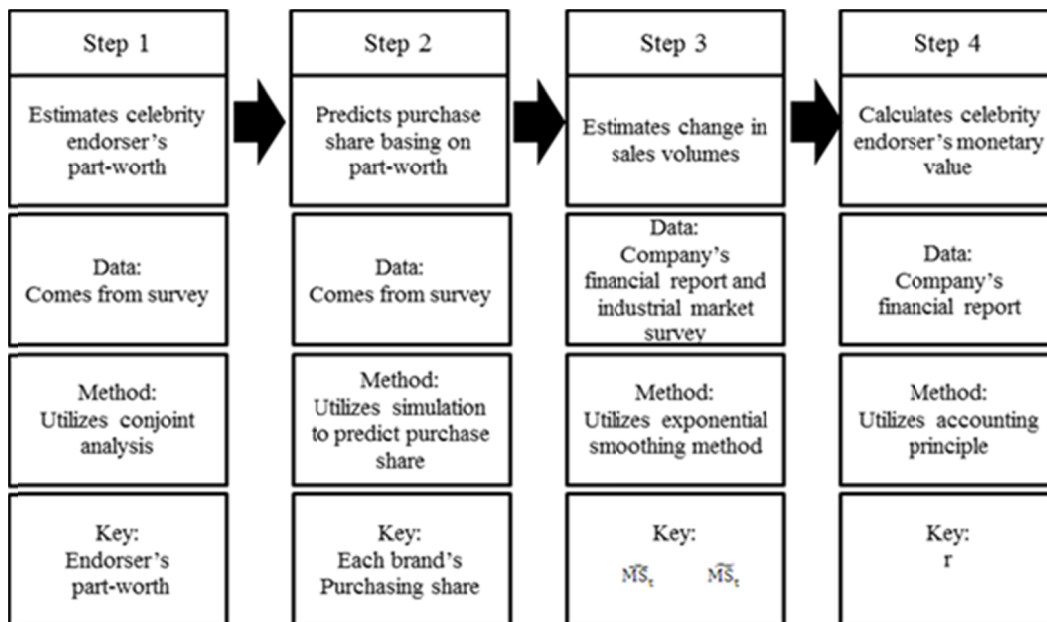 Step 1
Estimates celebrity
endorser's
part-worth
Data:
Comes from survey
Method:
Utilizes conjoint
analysis
Key:
Endorser's
part-worth
Step 2
Predicts purchase
share basing on
part-worth
Data:
Comes from survey
Method:
Utilizes simulation
to predict purchase
share
Key:
Each brand's
Purchasing share
Step 3
Estimates change in
sales volumes
Data:
Company's
financial report and
industrial market
survey
Method:
Utilizes exponential
smoothing method
Key:
M̂Sₜ M̃Sₜ
Step 4
Calculates celebrity
endorser's monetary
value
Data:
Company's
financial report
Method:
Utilizes accounting
principle
Key:
r